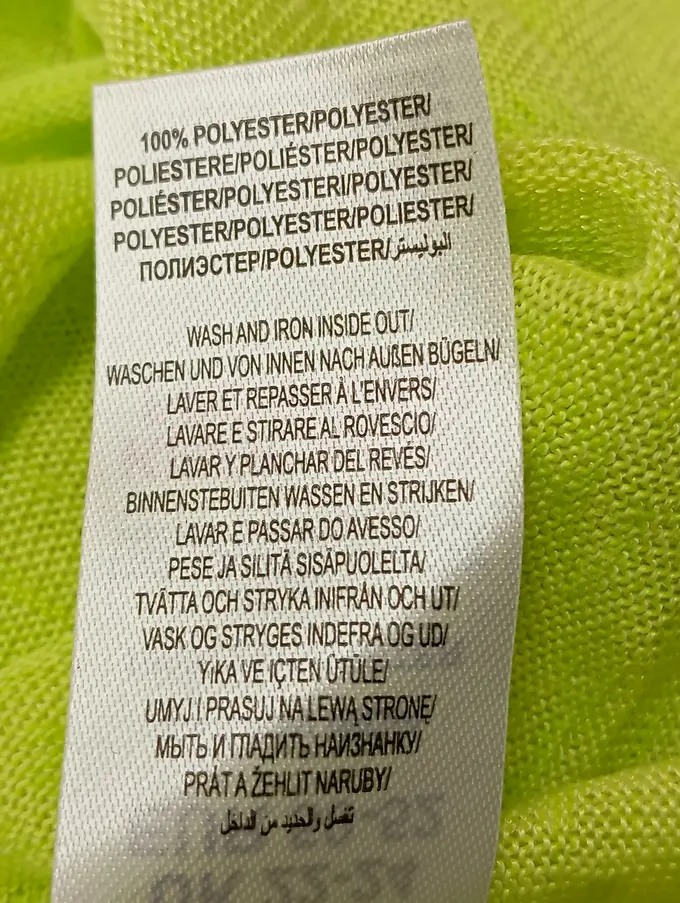 100% POLYESTER/POLYESTER/
POLIESTERE/POLIÉSTER/POLYESTER/
POLIÉSTER/POLYESTERI/POLYESTER/
POLYESTER/POLYESTER/POLIESTER/
ПОЛИЭСТЕР/POLYESTER/البوليستر
WASH AND IRON INSIDE OUT/
WASCHEN UND VON INNEN NACH AUßEN BÜGELN/
LAVER ET REPASSER À L'ENVERS/
LAVARE E STIRARE AL ROVESCIO/
LAVAR Y PLANCHAR DEL REVÉS/
BINNENSTEBUITEN WASSEN EN STRIJKEN/
LAVAR E PASSAR DO AVESSO/
PESE JA SILITÄ SISÄPUOLELTA/
TVÄTTA OCH STRYKA INIFRÅN OCH UT/
VASK OG STRYGES INDEFRA OG UD/
YıKA VE IÇTEN ÜTÜLE/
UMYJ I PRASUJ NA LEWĄ STRONĘ/
МЫТЬ И ГЛАДИТЬ НАИЗНАНКУ/
PRÁT A ŽEHLIT NARUBY/
تغسل والحديد من الداخل